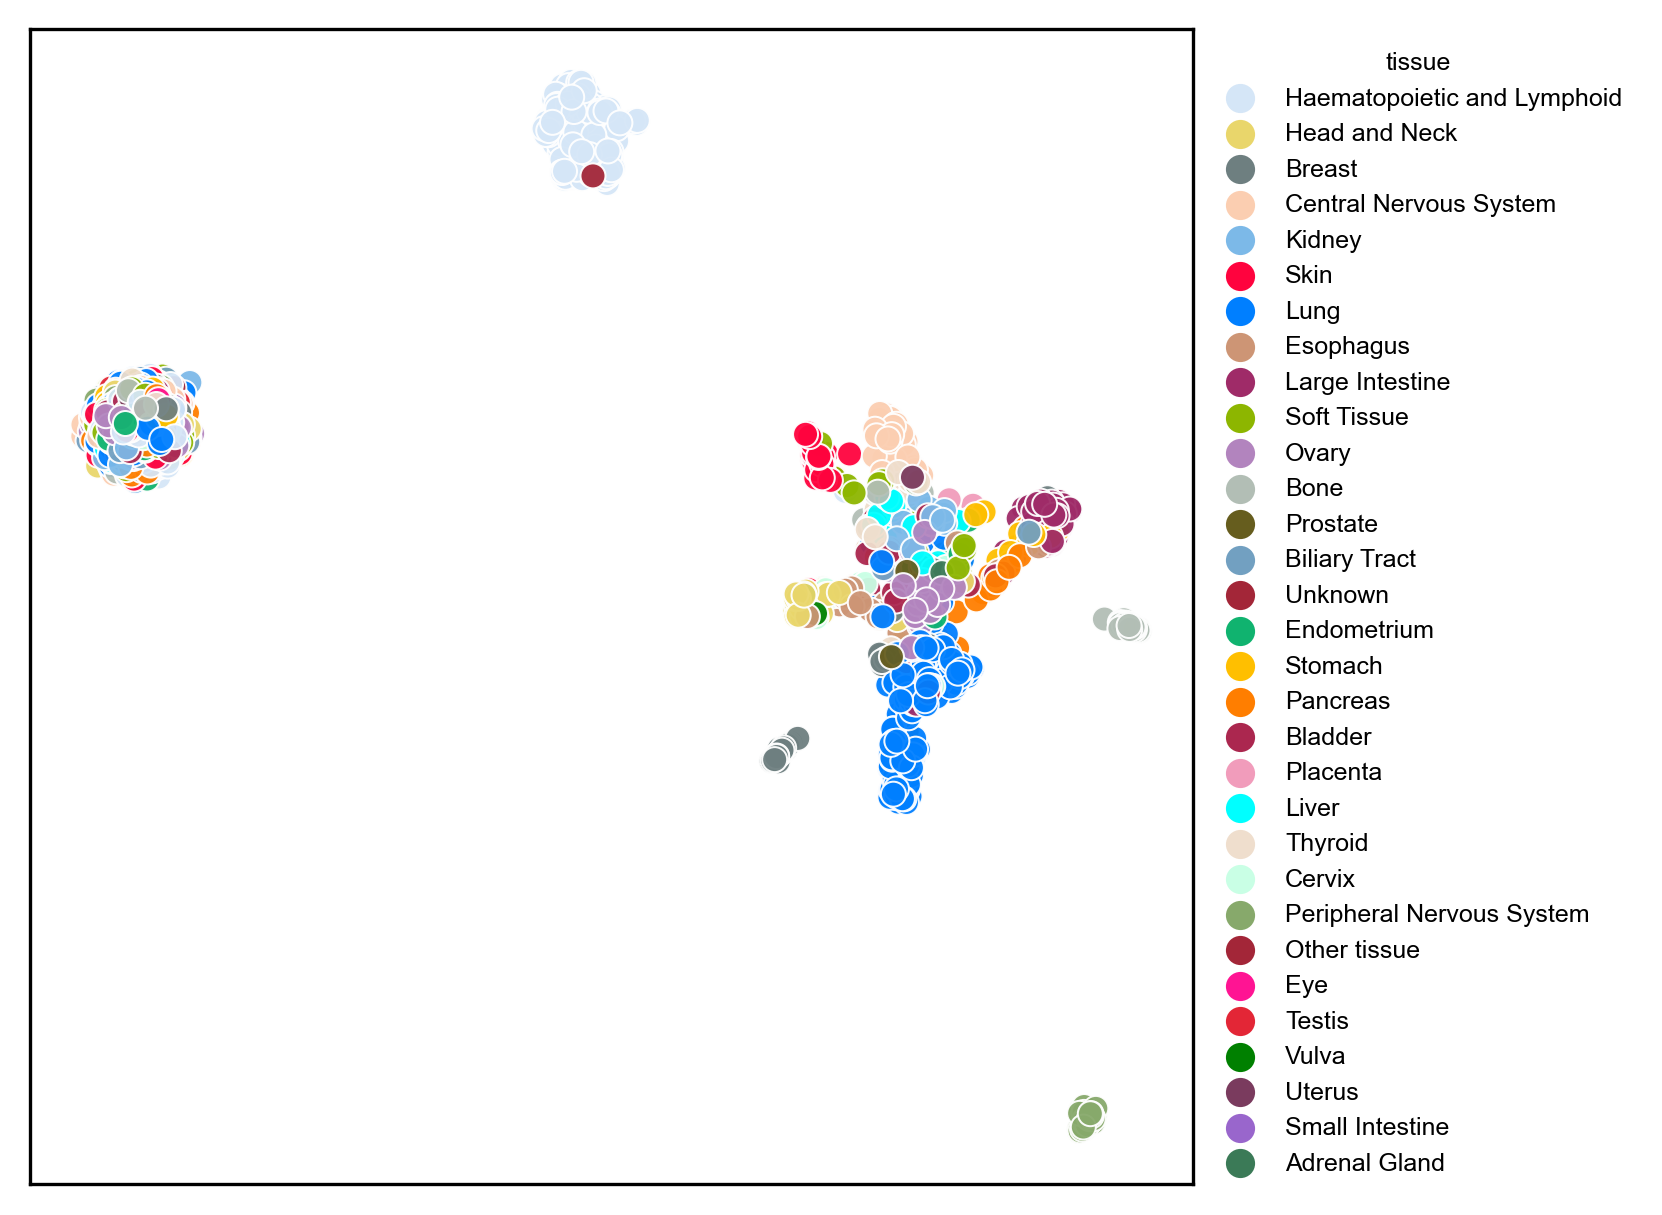 tissue
Haematopoietic and Lymphoid
Head and Neck
Breast
Central Nervous System
Kidney
Skin
Lung
Esophagus
Large Intestine
Soft Tissue
Ovary
Bone
Prostate
Biliary Tract
Unknown
Endometrium
Stomach
Pancreas
Bladder
Placenta
Liver
Thyroid
Cervix
Peripheral Nervous System
Other tissue
Eye
Testis
Vulva
Uterus
Small Intestine
Adrenal Gland